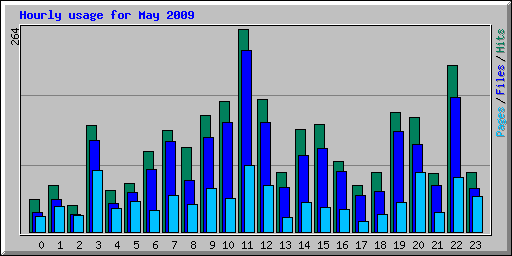 Hourly usage for May 2009
264
Pages / Files / Hits
0 1 2 3 4 5 6 7 8 9 10 11 12 13 14 15 16 17 18 19 20 21 22 23